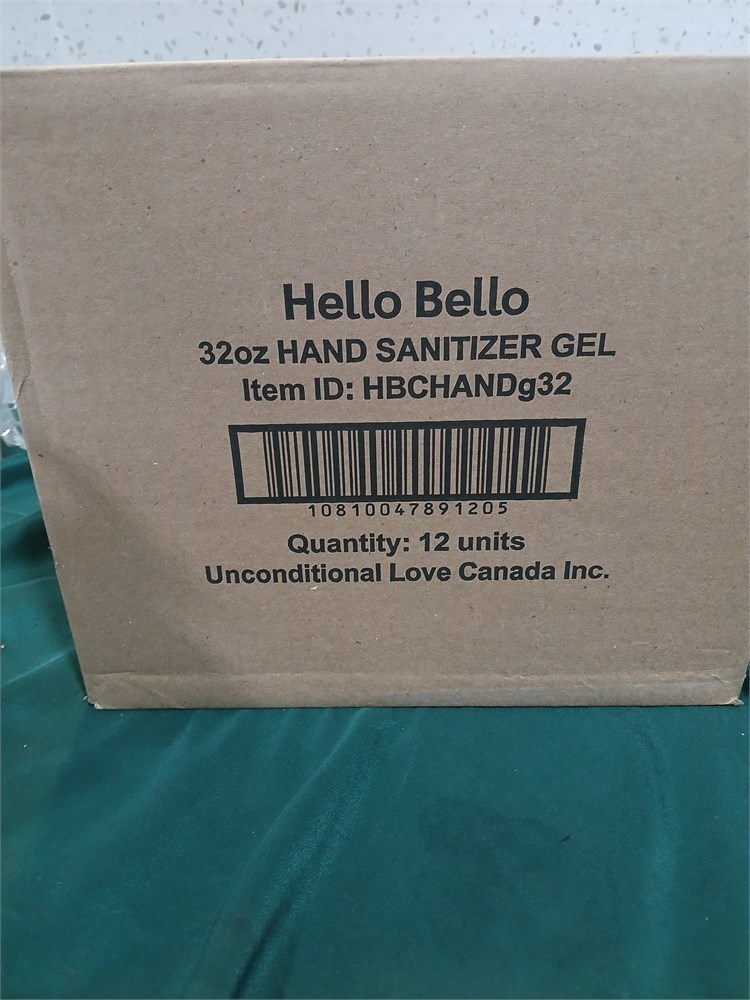 Hello Bello
32oz HAND SANITIZER GEL
Item ID: HBCHANDg32
10810047891205
Quantity: 12 units
Unconditional Love Canada Inc.